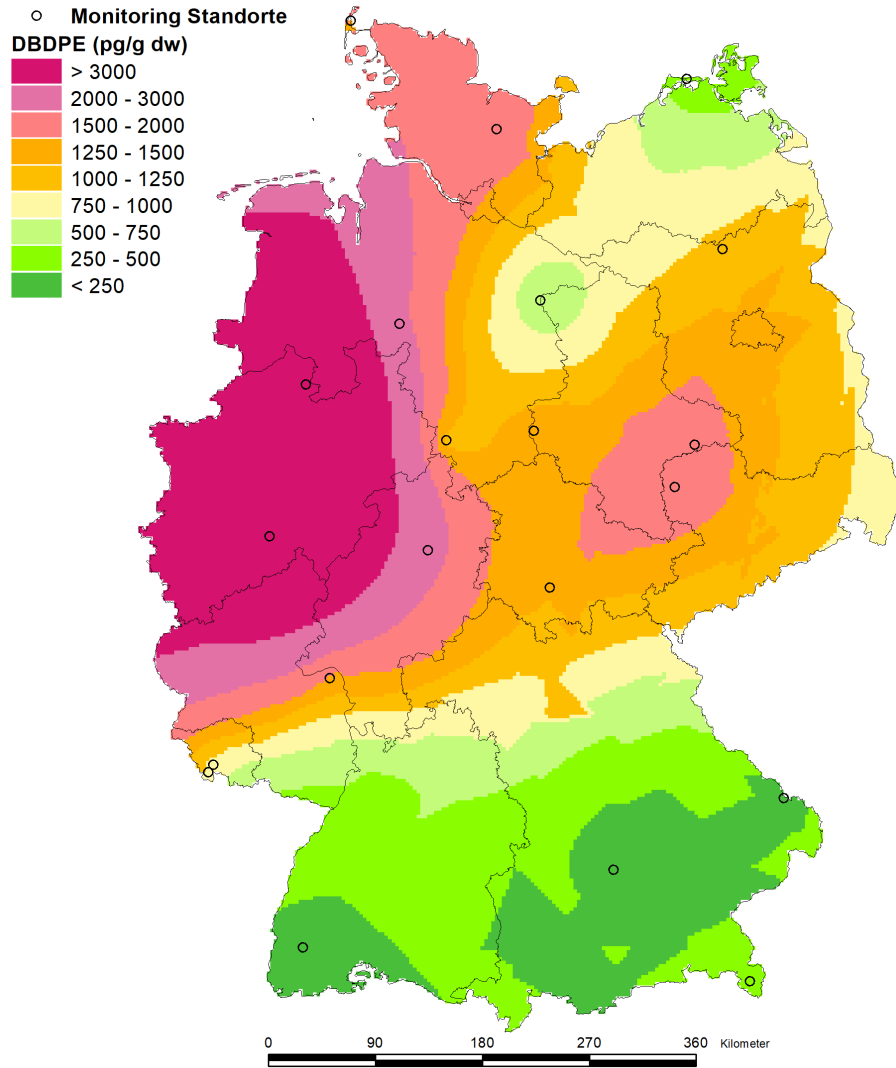 Monitoring Standorte
DBDPE (pg/g dw)
> 3000
2000 - 3000
1500 - 2000
1250 - 1500
1000 - 1250
750 - 1000
500 - 750
250 - 500
< 250
0 90 180 270 360 Kilometer